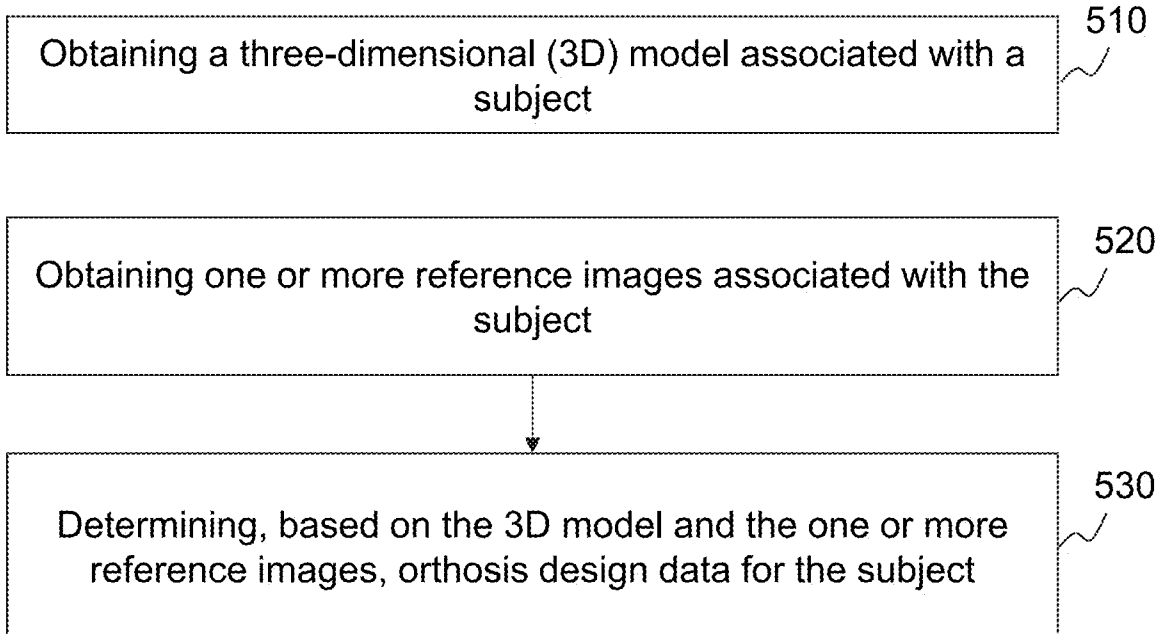 510
Obtaining a three-dimensional (3D) model associated with a
subject
520
Obtaining one or more reference images associated with the
subject
530
Determining, based on the 3D model and the one or more
reference images, orthosis design data for the subject